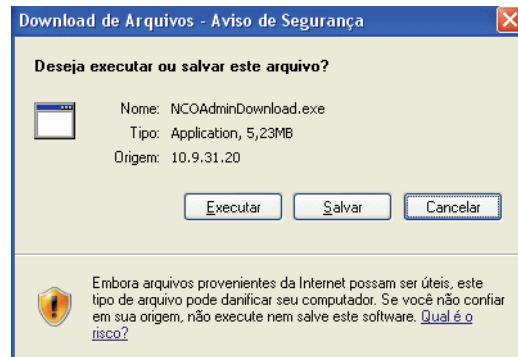 Download de Arquivos - Aviso de Segurança
Deseja executar ou salvar este arquivo?
Nome: NCOAdminDownload.exe
Tipo: Application, 5,23MB
Origem: 10.9.31.20
Executar Salvar Cancelar
Embora arquivos provenientes da Internet possam ser úteis, este
tipo de arquivo pode danificar seu computador. Se você não confiar
em sua origem, não execute nem salve este software. Qual é o
risco?